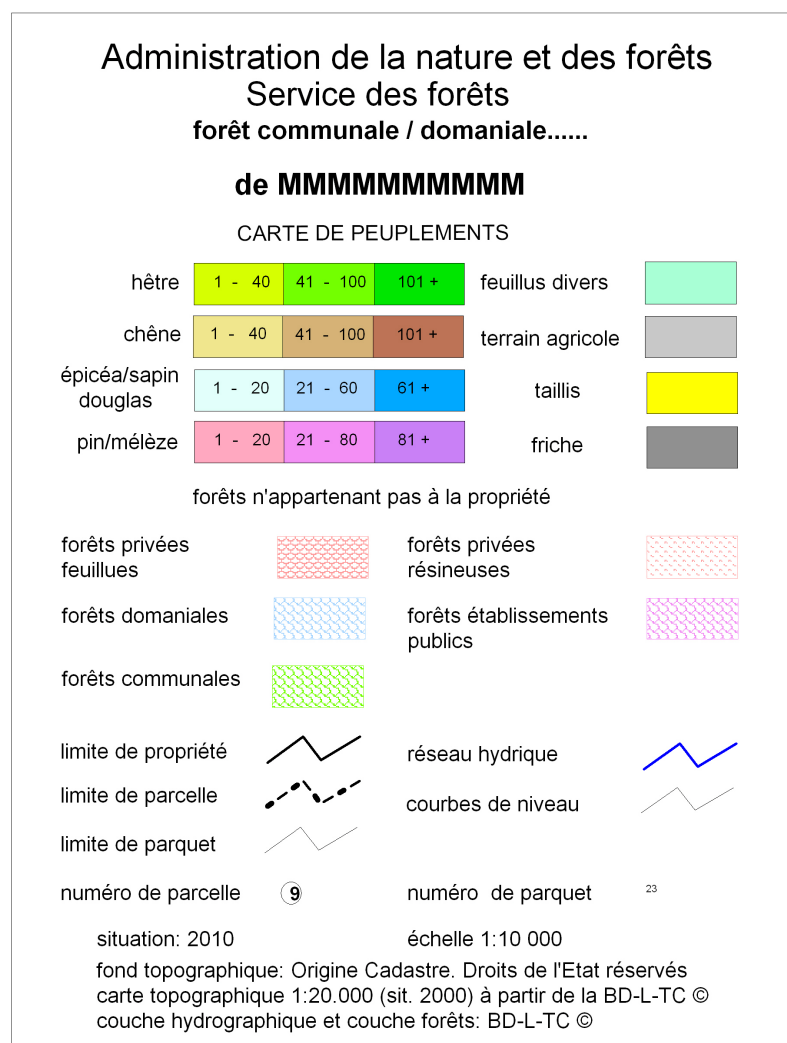 Administration de la nature et des forêts
Service des forêts
forêt communale / domaniale......
de MMMMMMMMMM
CARTE DE PEUPLEMENTS
hêtre 1 - 40 41 - 100 101 + feuillus divers
chêne 1 - 40 41 - 100 101 + terrain agricole
épicéa/sapin
douglas 1 - 20 21 - 60 61 + taillis
pin/mélèze 1 - 20 21 - 80 81 + friche
forêts n'appartenant pas à la propriété
forêts privées
feuillues
forêts privées
résineuses
forêts domaniales
forêts établissements
publics
forêts communales
limite de propriété
réseau hydrique
limite de parcelle
courbes de niveau
limite de parquet
numéro de parcelle 9 numéro de parquet 23
situation: 2010 échelle 1:10 000
fond topographique: Origine Cadastre. Droits de l'Etat réservés
carte topographique 1:20.000 (sit. 2000) à partir de la BD-L-TC ©
couche hydrographique et couche forêts: BD-L-TC ©